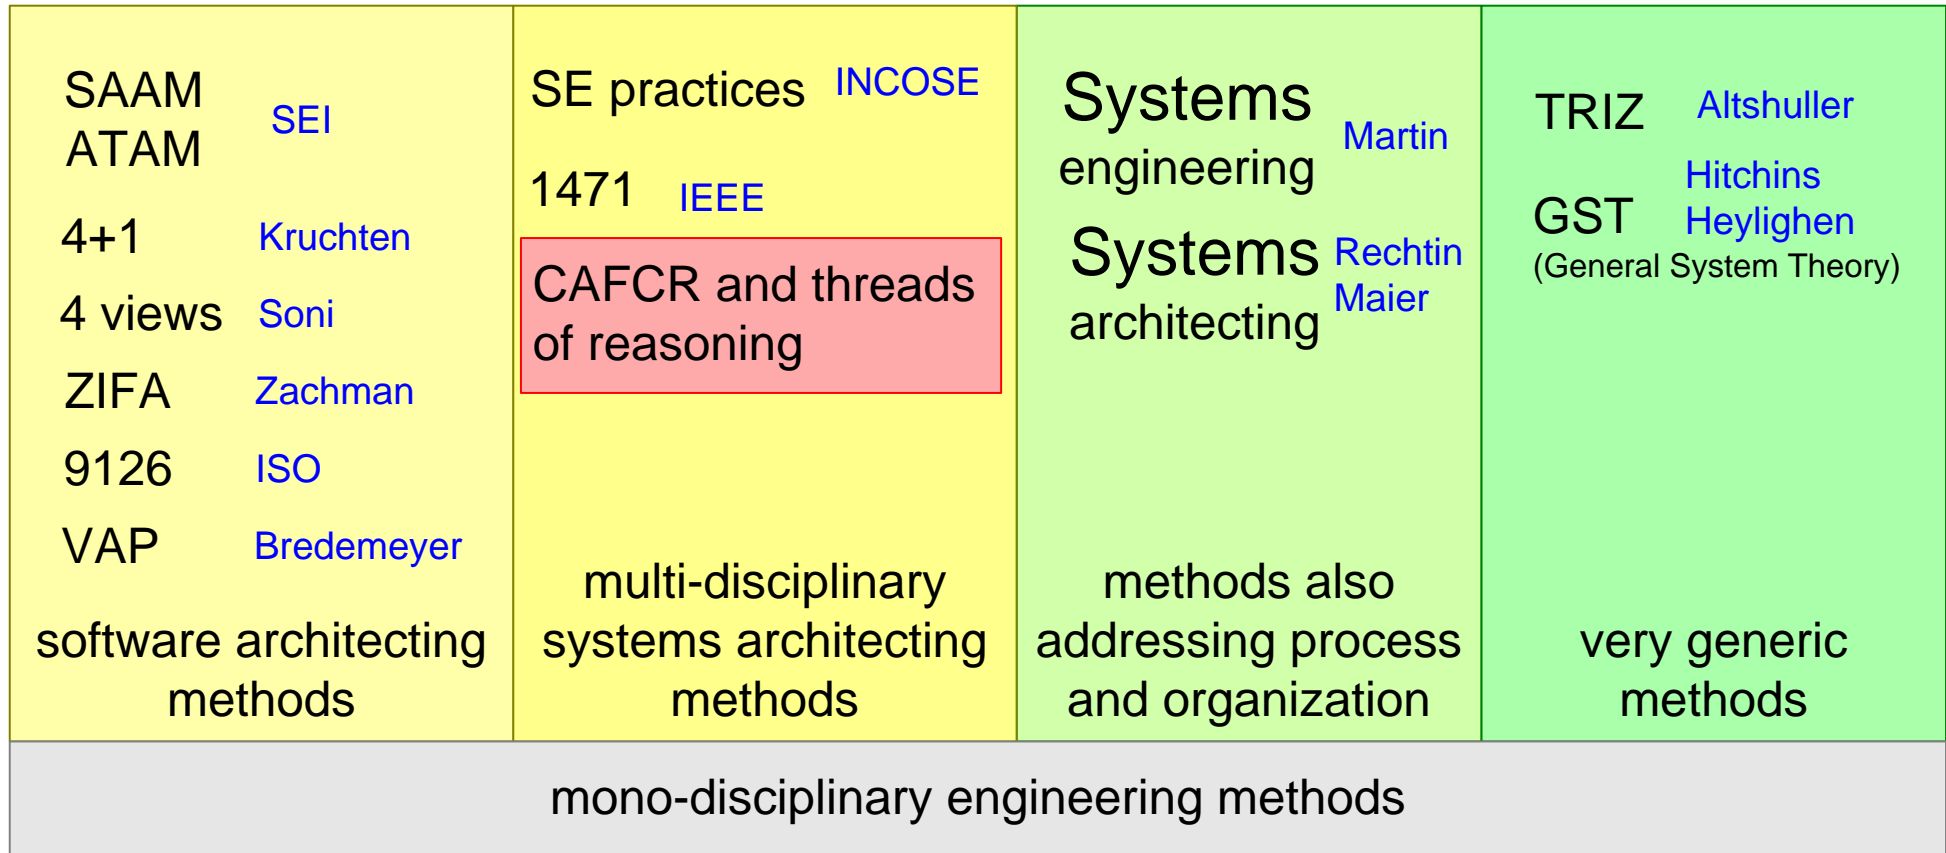 SAAM
ATAM
SEI
4+1 Kruchten
4 views Soni
ZIFA Zachman
9126 ISO
VAP Bredemeyer
software architecting
methods
SE practices INCOSE
1471 IEEE
CAFCR and threads
of reasoning
multi-disciplinary
systems architecting
methods
Systems
engineering
Martin
Systems
architecting
Rechtin
Maier
methods also
addressing process
and organization
TRIZ Altshuller
GST
Hitchins
Heylighen
(General System Theory)
very generic
methods
mono-disciplinary engineering methods